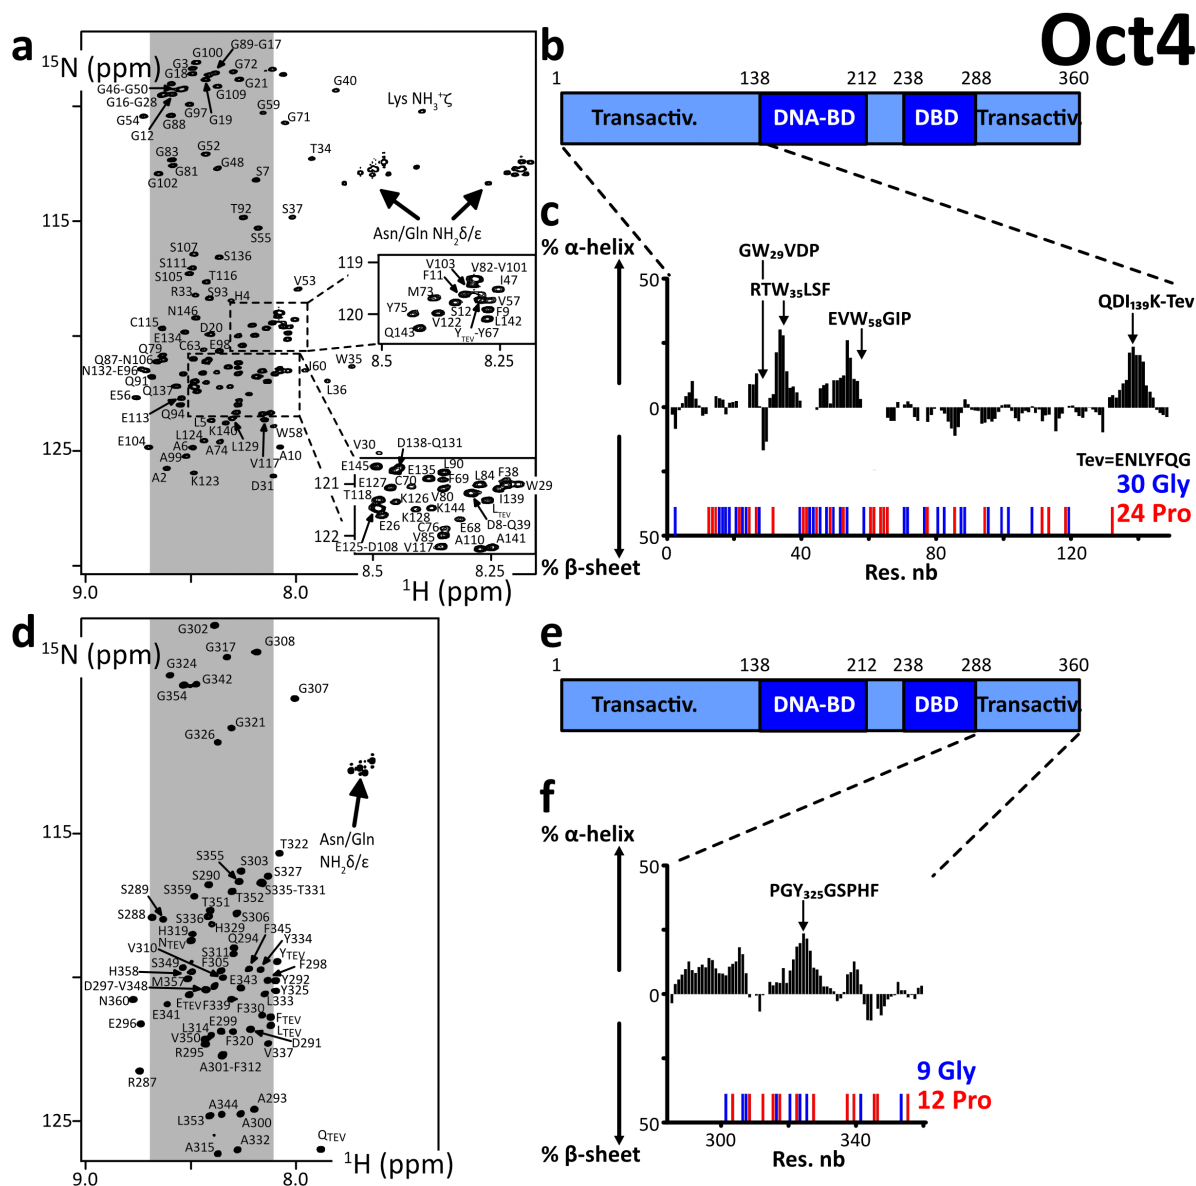 Oct4
a
15N (ppm)
G100
G89-G17
G3
G72
G18
G21
G40
G46-G50
G109
Lys NH3+ζ
G16-G28
G59
G97
G54
G19
G71
G88
G12
G83
G52
T34
G81
G48
S7
G102
T92
S37
115
S55
Asn/Gln NH2δ/ε
S107
S136
S111
S105
T116
V53
R33
S93
H4
N146
C115
D20
E134
Q79
C63
E98
Q87-N106
N132-E96
I60
W35
Q91
Q137
L36
E56
E113
Q94
L5
K140
W58
E104
L124
L129
A6
A74
A10
V30
125
A99
V117
A2
K123
D31
119
V103
V82-V101
F11
I47
M73
V57
S12
F9
Y75
120
V122
L142
Q143
YTEV-Y67
8.5
8.25
D138-Q131
E145
E135
L90
121
E127
C70
F69
L84
F38
W29
T118
K126
V80
I139
K144
LTEV
K128
D8-Q39
E26
C76
E68
122
V85
A110
A141
E125-D108
V117
8.5
8.25
9.0
8.0
1H (ppm)
b
1
138
212
238
288
360
Transactiv.
DNA-BD
DBD
Transactiv.
c
% α-helix
GW29VDP
RTW35LSF
EVW58GIP
QDI139K-Tev
50
0
Tev=ENLYFQG
30 Gly
24 Pro
50
% β-sheet
0
40
80
120
Res. nb
d
15N (ppm)
G302
G308
G317
G324
G342
G354
G307
G321
G326
Asn/Gln
NH2δ/ε
115
T322
S355
S303
S290
S327
S289
S359
S335-T331
T351
T352
S288
S336
S306
H329
F345
H319
Y334
NTEV
Q294
V310
S311
YTEV
S349
F305
F298
H358
M357
E343
Y292
D297-V348
Y325
N360
ETEV
F339
L333
E341
F330
FTEV
E296
E299
L314
LTEV
V350
F320
D291
R295
V337
A301-F312
R287
A344
A293
L353
A300
125
A332
QTEV
A315
9.0
8.0
1H (ppm)
e
1
138
212
238
288
360
Transactiv.
DNA-BD
DBD
Transactiv.
f
% α-helix
PGY325GSPHF
50
0
9 Gly
12 Pro
50
% β-sheet
300
340
Res. nb